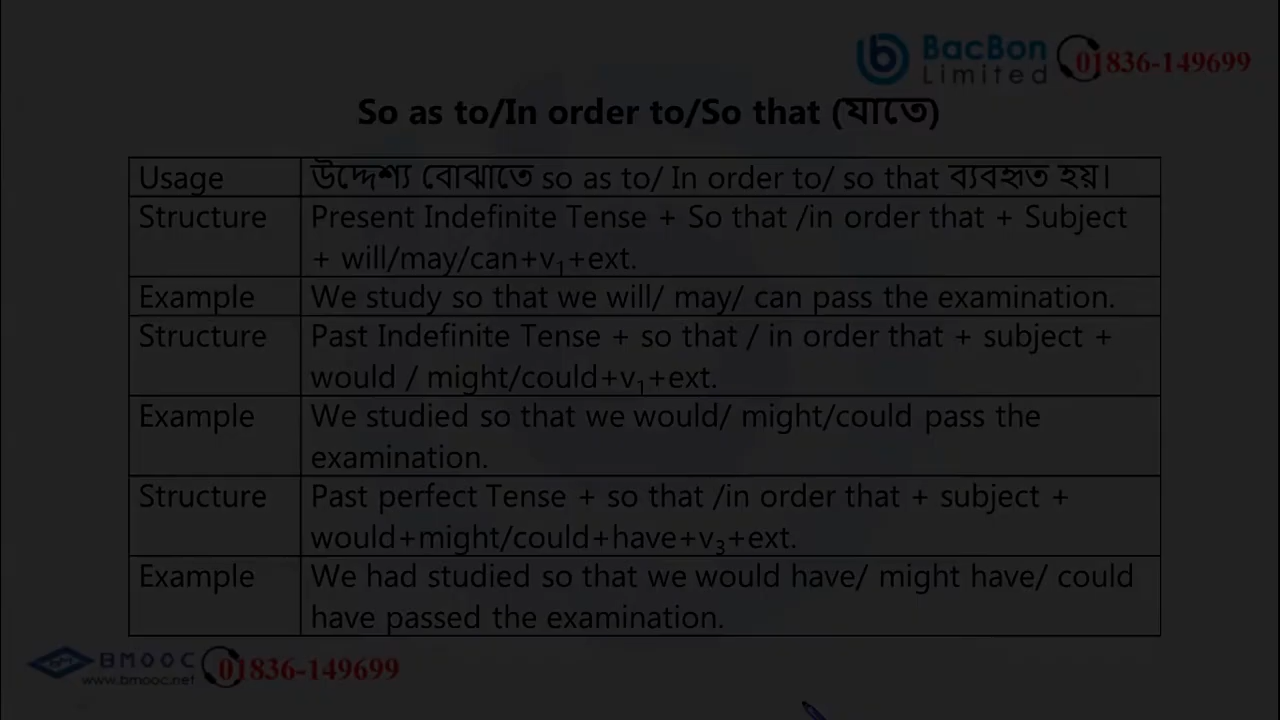 BacBon
Limited
01836-149699
So as to/In order to/So that (যাতে)
Usage
উদ্দেশ্য বোঝাতে so as to/ In order to/ so that ব্যবহৃত হয়।
Structure
Present Indefinite Tense + So that /in order that + Subject
+ will/may/can+v₁+ext.
Example
We study so that we will/ may/ can pass the examination.
Structure
Past Indefinite Tense + so that / in order that + subject +
would / might/could+v₁+ext.
Example
We studied so that we would/ might/could pass the
examination.
Structure
Past perfect Tense + so that /in order that + subject +
would+might/could+have+v₃+ext.
Example
We had studied so that we would have/ might have/ could
have passed the examination.
BMOOC
www.bmooc.net
01836-149699